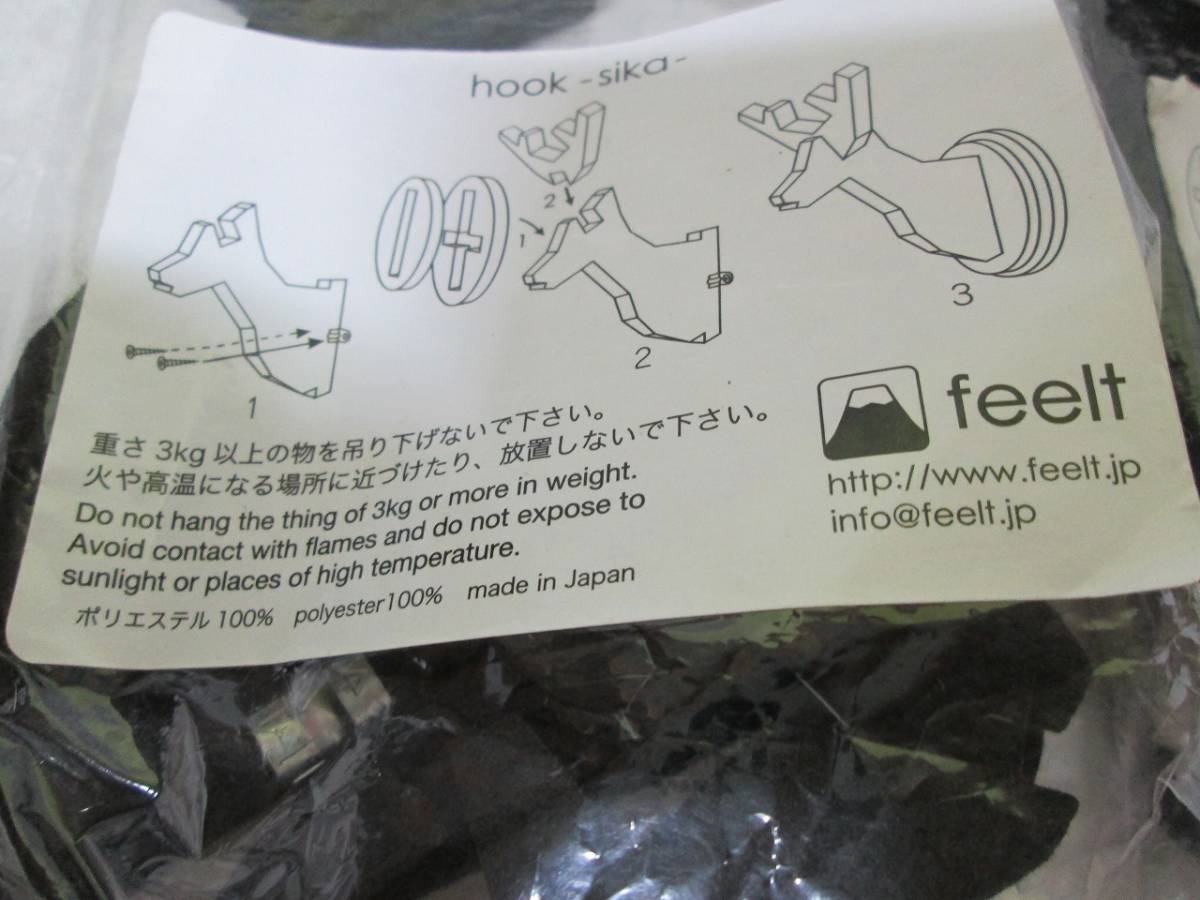 hook -sika-
1
2
1
2
3
重さ 3kg 以上の物を吊り下げないで下さい。
火や高温になる場所に近づけたり、放置しないで下さい。
Do not hang the thing of 3kg or more in weight.
Avoid contact with flames and do not expose to
sunlight or places of high temperature.
ポリエステル 100% polyester100% made in Japan
feelt
http://www.feelt.jp
info@feelt.jp